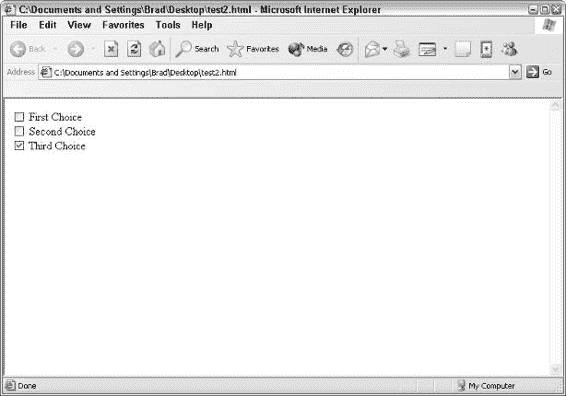 C:\Documents and Settings\Brad\Desktop\test2.html - Microsoft Internet Explorer
File Edit View Favorites Tools Help
Back Search Favorites Media
Address C:\Documents and Settings\Brad\Desktop\test2.html Go
First Choice
Second Choice
Third Choice
Done My Computer